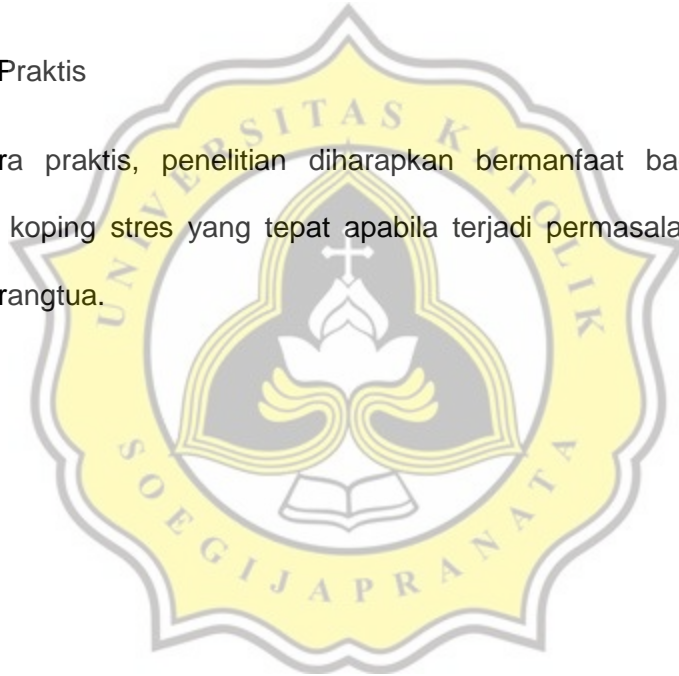 Praktis
ra praktis, penelitian diharapkan bermanfaat ba
koping stres yang tepat apabila terjadi permasala
rangtua.
UNIVERSITAS KATOLIK
SOEGIJAPRANATA